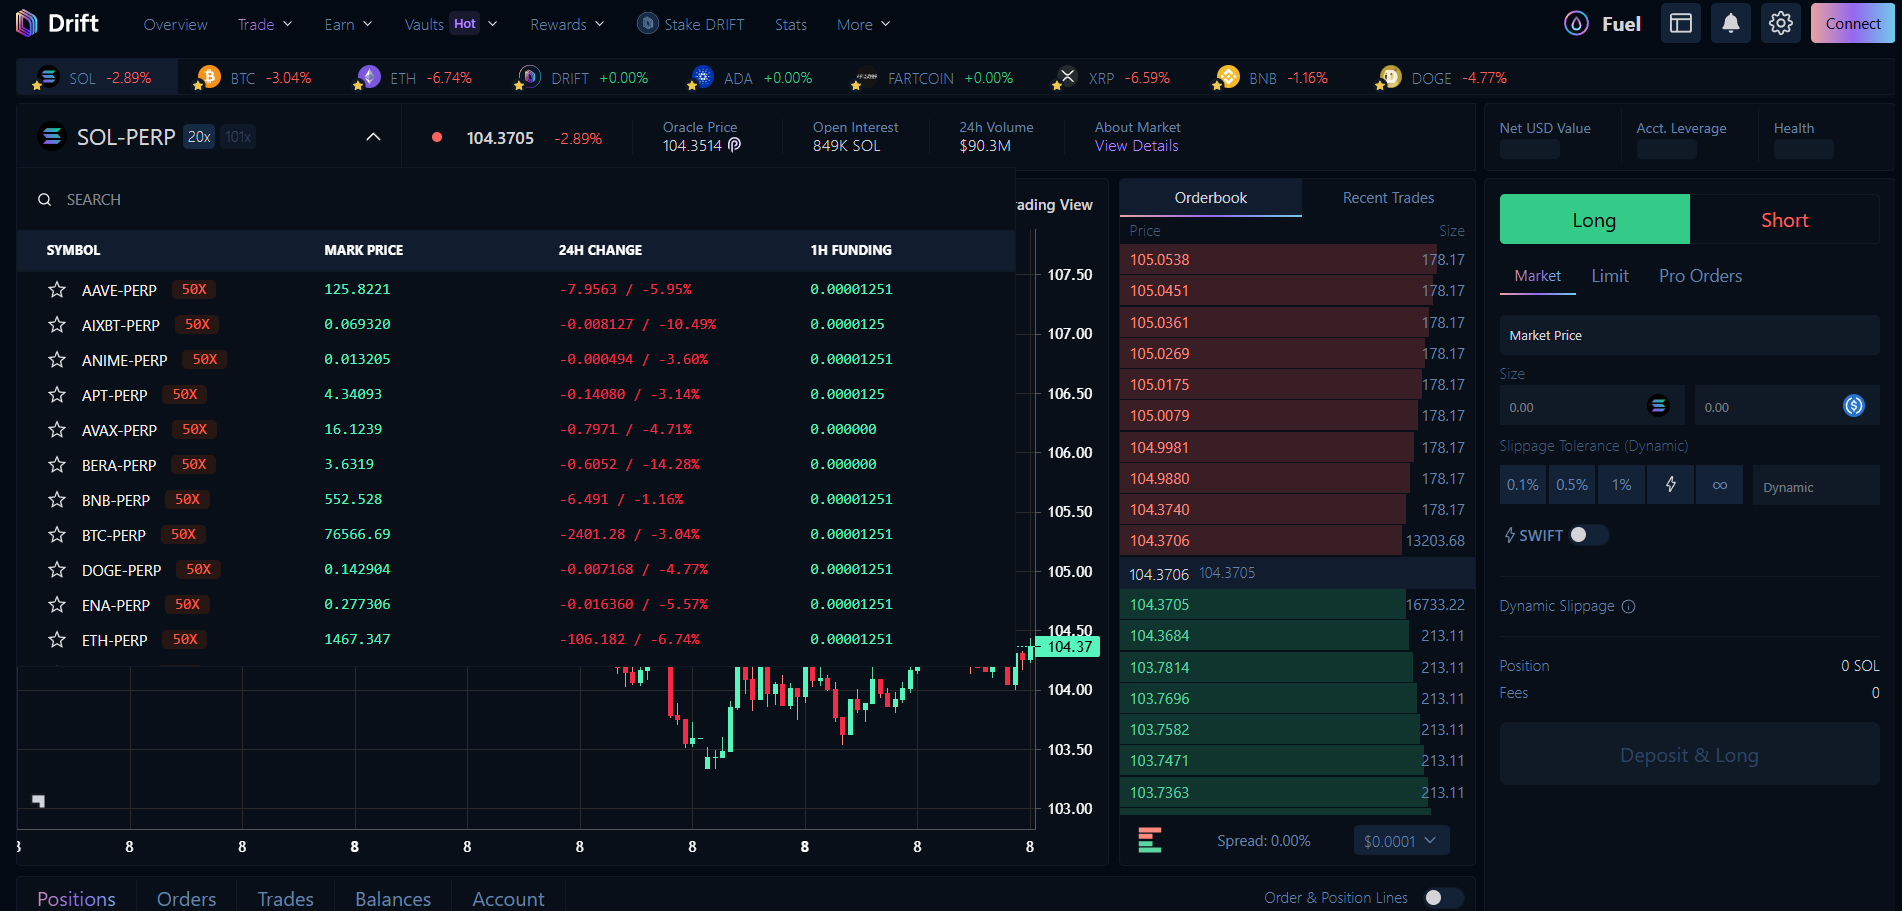 Drift Overview Trade Earn Vaults Hot Rewards Stake DRIFT Stats More Fuel Connect
SOL -2.89% BTC -3.04% ETH -6.74% DRIFT +0.00% ADA +0.00% FARTCOIN +0.00% XRP -6.59% BNB -1.16% DOGE -4.77%
SOL-PERP 20x 101x
104.3705 -2.89%
Oracle Price
104.3514
Open Interest
849K SOL
24h Volume
$90.3M
About Market
View Details
Net USD Value Acct. Leverage Health
SEARCH
SYMBOL MARK PRICE 24H CHANGE 1H FUNDING
AAVE-PERP 50X 125.8221 -7.9563 / -5.95% 0.00001251
AIXBT-PERP 50X 0.069320 -0.008127 / -10.49% 0.0000125
ANIME-PERP 50X 0.013205 -0.000494 / -3.60% 0.00001251
APT-PERP 50X 4.34093 -0.14080 / -3.14% 0.0000125
AVAX-PERP 50X 16.1239 -0.7971 / -4.71% 0.000000
BERA-PERP 50X 3.6319 -0.6052 / -14.28% 0.000000
BNB-PERP 50X 552.528 -6.491 / -1.16% 0.00001251
BTC-PERP 50X 76566.69 -2401.28 / -3.04% 0.00001251
DOGE-PERP 50X 0.142904 -0.007168 / -4.77% 0.00001251
ENA-PERP 50X 0.277306 -0.016360 / -5.57% 0.00001251
ETH-PERP 50X 1467.347 -106.182 / -6.74% 0.00001251
rading View
107.50
107.00
106.50
106.00
105.50
105.00
104.50
104.37
104.00
103.50
103.00
8 8 8 8 8 8 8 8 8
Orderbook Recent Trades
Price Size
105.0538 178.17
105.0451 178.17
105.0361 178.17
105.0269 178.17
105.0175 178.17
105.0079 178.17
104.9981 178.17
104.9880 178.17
104.3740 178.17
104.3706 13203.68
104.3706 104.3705
104.3705 16733.22
104.3684 213.11
103.7814 213.11
103.7696 213.11
103.7582 213.11
103.7471 213.11
103.7363 213.11
Spread: 0.00% $0.0001
Long Short
Market Limit Pro Orders
Market Price
Size
0.00 0.00
Slippage Tolerance (Dynamic)
0.1% 0.5% 1% ∞ Dynamic
SWIFT
Dynamic Slippage
Position 0 SOL
Fees 0
Deposit & Long
Positions Orders Trades Balances Account Order & Position Lines